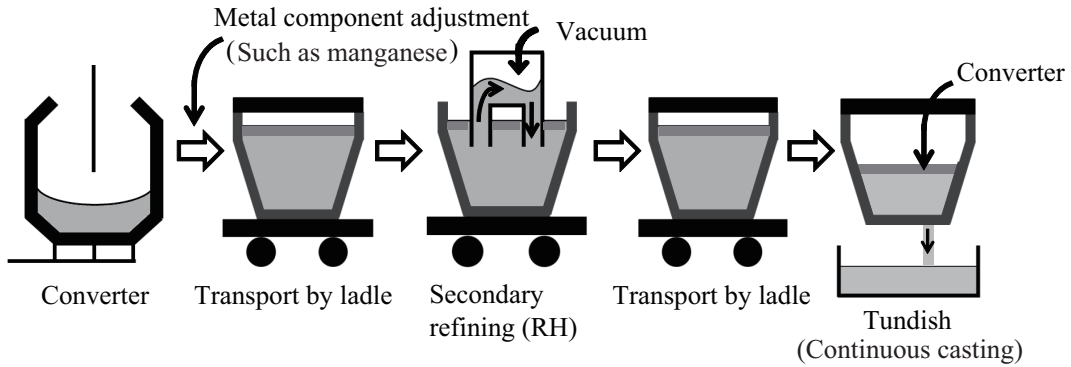 Metal component adjustment
(Such as manganese)
Vacuum
Converter
Converter
Transport by ladle
Secondary
refining (RH)
Transport by ladle
Tundish
(Continuous casting)